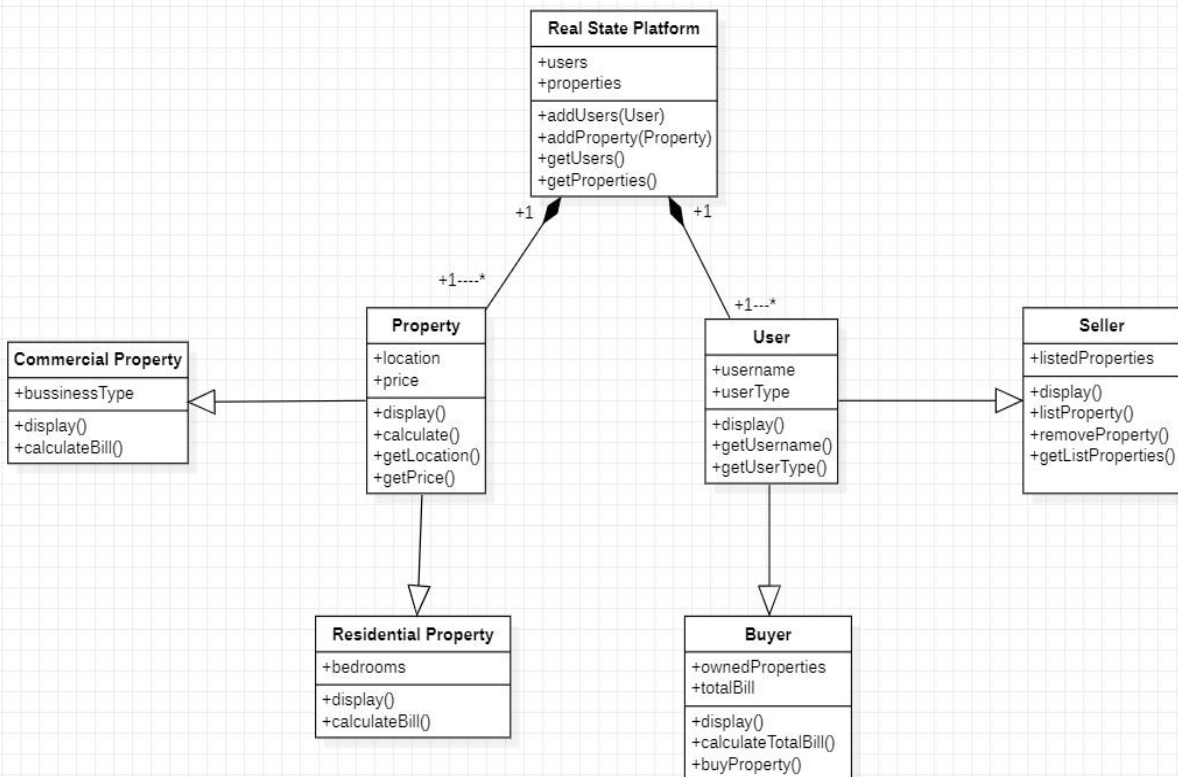 Real State Platform
+users
+properties
+addUsers(User)
+addProperty(Property)
+getUsers()
+getProperties()
+1
+1
+1----*
+1---*
Commercial Property
+bussinessType
+display()
+calculateBill()
Property
+location
+price
+display()
+calculate()
+getLocation()
+getPrice()
User
+username
+userType
+display()
+getUsername()
+getUserType()
Seller
+listedProperties
+display()
+listProperty()
+removeProperty()
+getListProperties()
Residential Property
+bedrooms
+display()
+calculateBill()
Buyer
+ownedProperties
+totalBill
+display()
+calculateTotalBill()
+buyProperty()